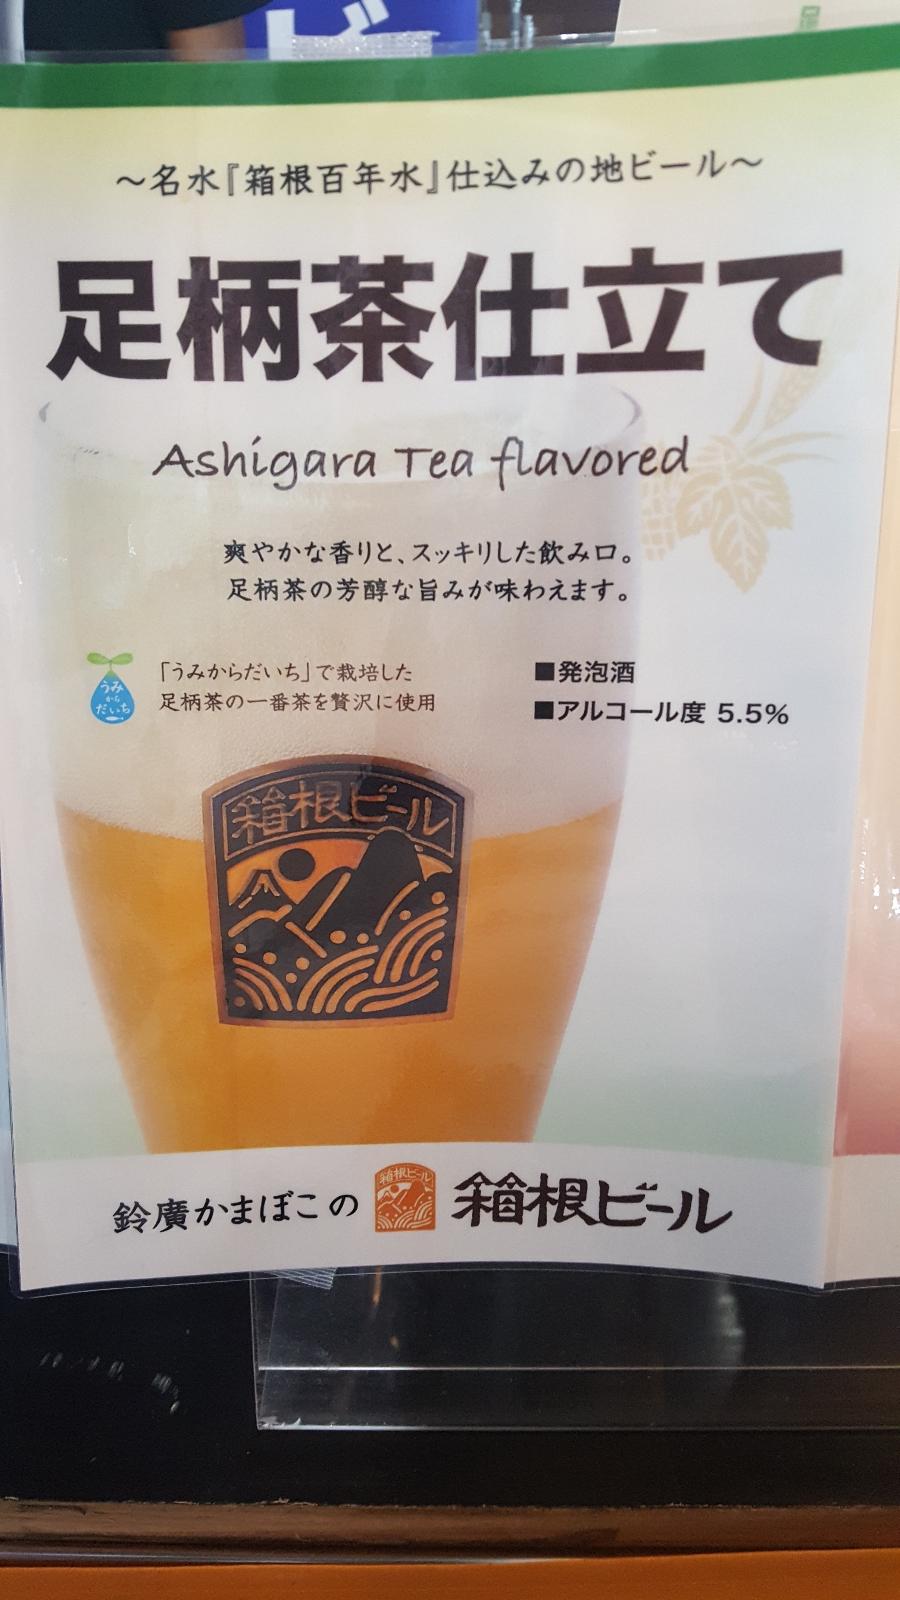 ～名水『箱根百年水』仕込みの地ビール～
足柄茶仕立て
Ashigara Tea flavored
爽やかな香りと、スッキリした飲み口。
足柄茶の芳醇な旨みが味わえます。
うみ
から
だいち
「うみからだいち」で栽培した
足柄茶の一番茶を贅沢に使用
■発泡酒
■アルコール度 5.5%
箱根ビール
鈴廣かまぼこの
箱根ビール
箱根ビール